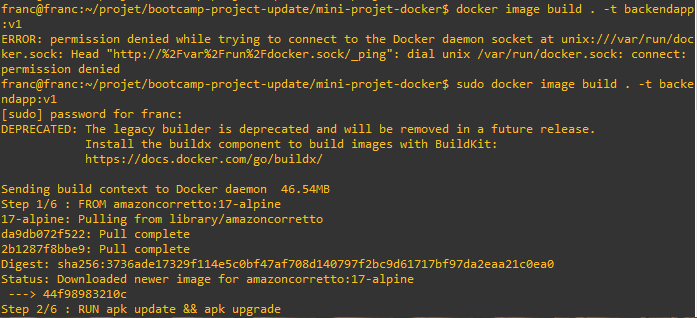 franc@franc:~/projet/bootcamp-project-update/mini-projet-docker$ docker image build . -t backendapp
:v1
ERROR: permission denied while trying to connect to the Docker daemon socket at unix:///var/run/doc
ker.sock: Head "http://%2Fvar%2Frun%2Fdocker.sock/_ping": dial unix /var/run/docker.sock: connect:
permission denied
franc@franc:~/projet/bootcamp-project-update/mini-projet-docker$ sudo docker image build . -t backe
ndapp:v1
[sudo] password for franc:
DEPRECATED: The legacy builder is deprecated and will be removed in a future release.
            Install the buildx component to build images with BuildKit:
            https://docs.docker.com/go/buildx/

Sending build context to Docker daemon  46.54MB
Step 1/6 : FROM amazoncorretto:17-alpine
17-alpine: Pulling from library/amazoncorretto
da9db072f522: Pull complete
2b1287f8bbe9: Pull complete
Digest: sha256:3736ade17329f114e5c0bf47af708d140797f2bc9d61717bf97da2eaa21c0ea0
Status: Downloaded newer image for amazoncorretto:17-alpine
 ---> 44f98983210c
Step 2/6 : RUN apk update && apk upgrade